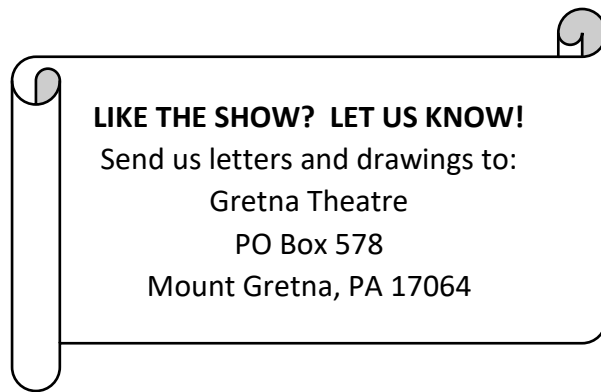 LIKE THE SHOW?  LET US KNOW!
Send us letters and drawings to:
Gretna Theatre
PO Box 578
Mount Gretna, PA 17064